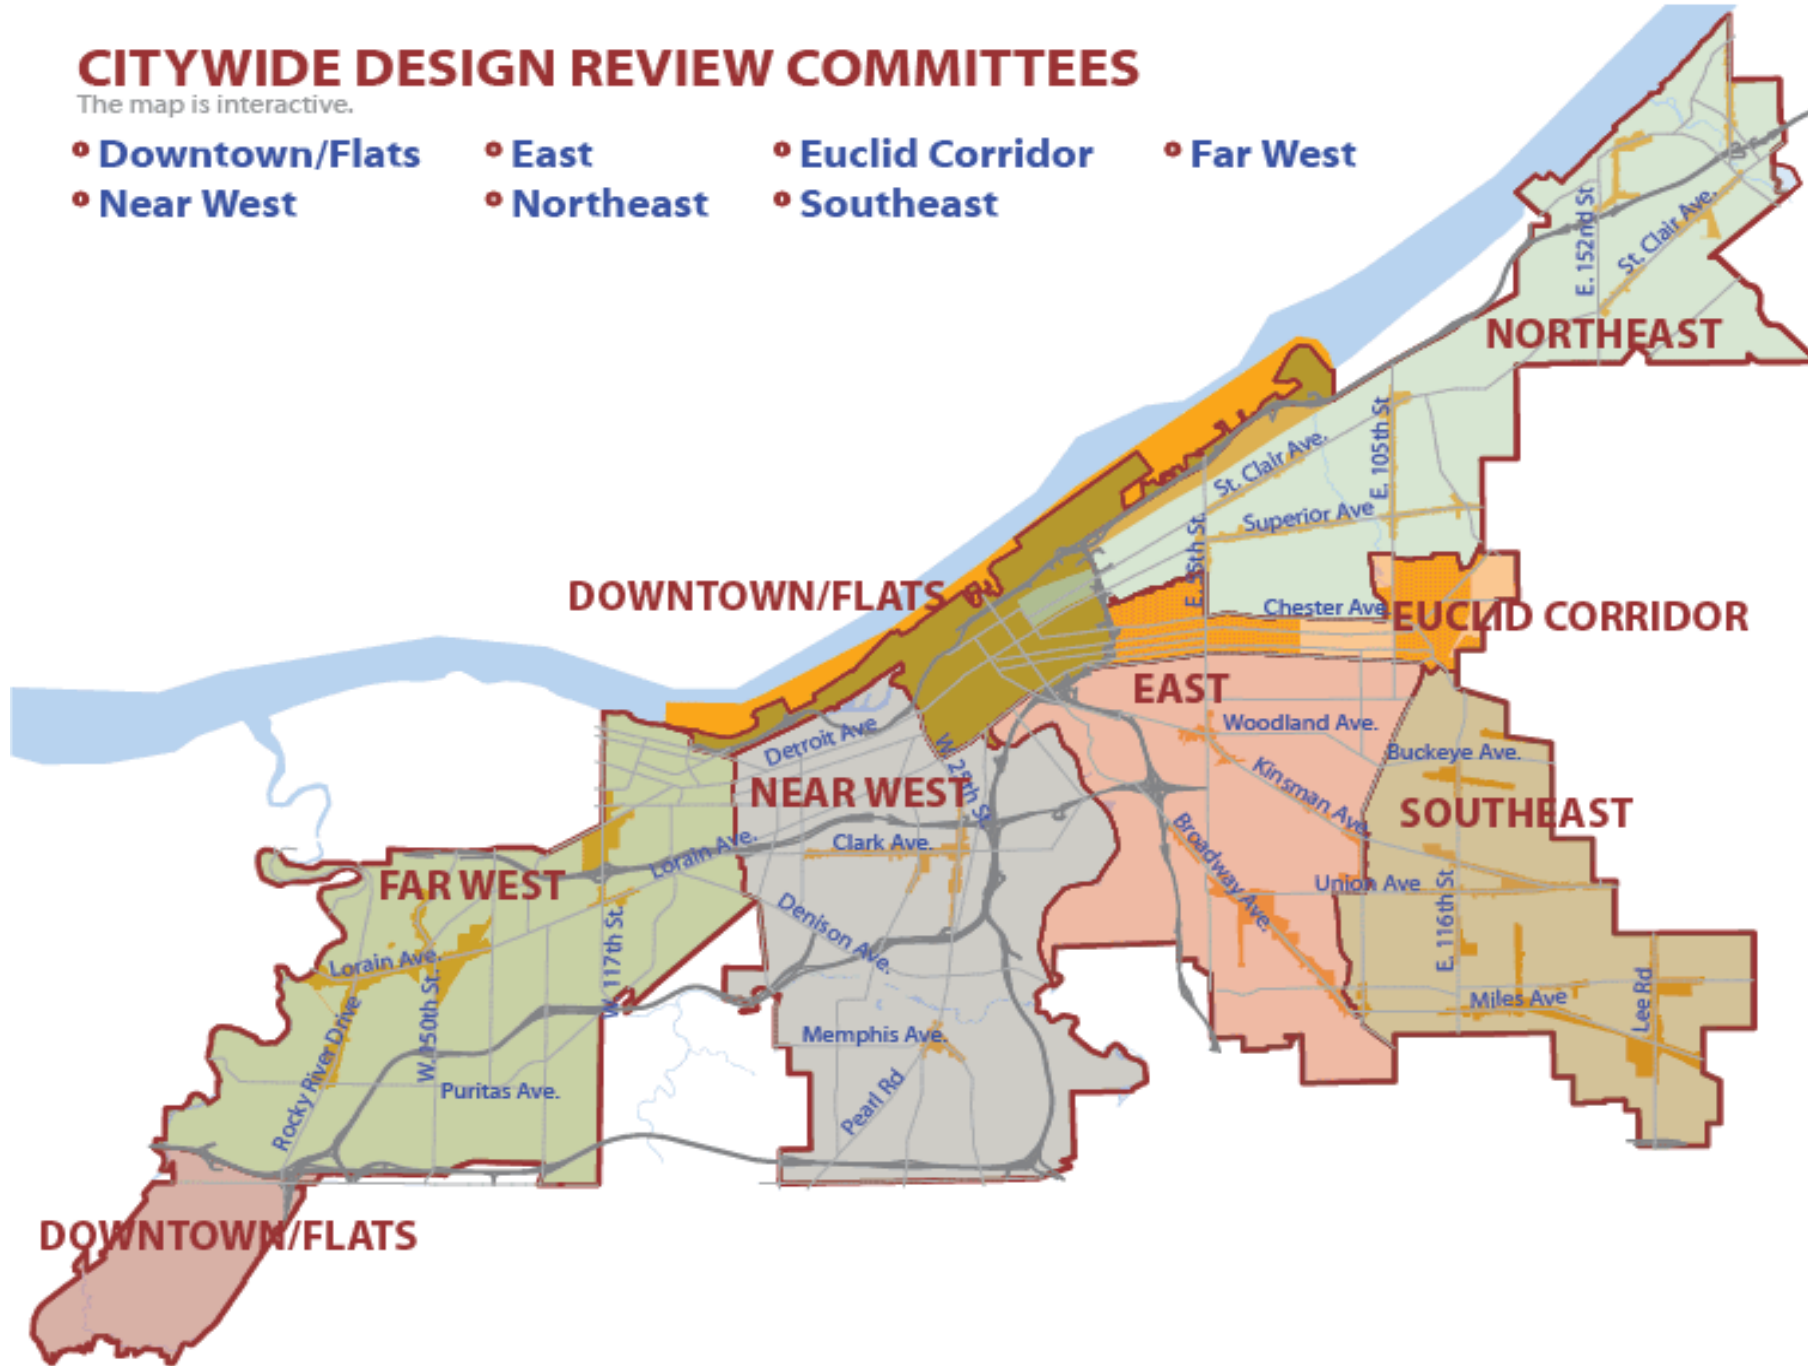 CITYWIDE DESIGN REVIEW COMMITTEES
The map is interactive.
Downtown/Flats
East
Euclid Corridor
Far West
Near West
Northeast
Southeast
E. 152nd St
St. Clair Ave.
NORTHEAST
E. 105th St
St. Clair Ave.
Superior Ave
DOWNTOWN/FLATS
Chester Ave
EUCLID CORRIDOR
EAST
Woodland Ave.
Detroit Ave
W. 25th St.
Buckeye Ave.
NEAR WEST
Kinsman Ave.
SOUTHEAST
Clark Ave.
Lorain Ave.
Broadway Ave.
FAR WEST
Union Ave
E. 116th St
Denison Ave.
W. 117th St.
Lorain Ave.
W. 150th St.
Rocky River Drive
Miles Ave
Lee Rd
Memphis Ave.
Puritas Ave.
Pearl Rd
DOWNTOWN/FLATS